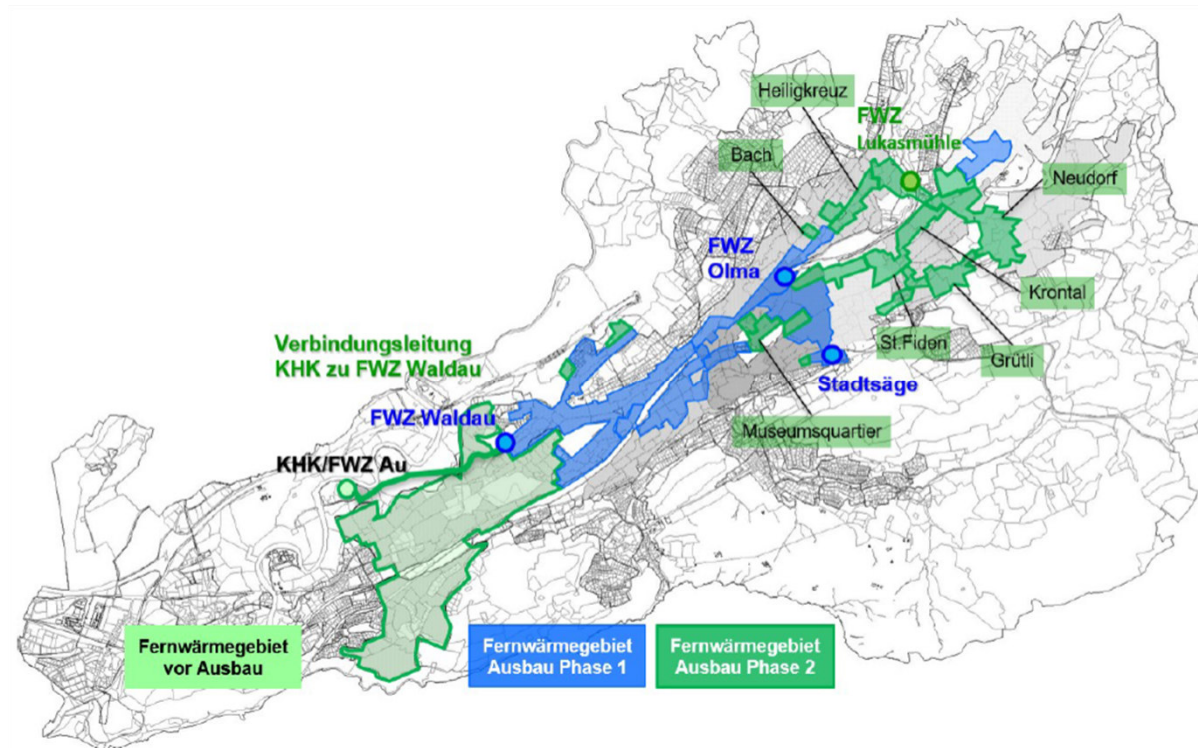 Heiligkreuz
FWZ
Lukasmühle
Bach
Neudorf
FWZ
Olma
Krontal
St.Fiden
Grütli
Verbindungsleitung
KHK zu FWZ Waldau
Stadtsäge
FWZ Waldau
Museumsquartier
KHK/FWZ Au
Fernwärmegebiet
vor Ausbau
Fernwärmegebiet
Ausbau Phase 1
Fernwärmegebiet
Ausbau Phase 2